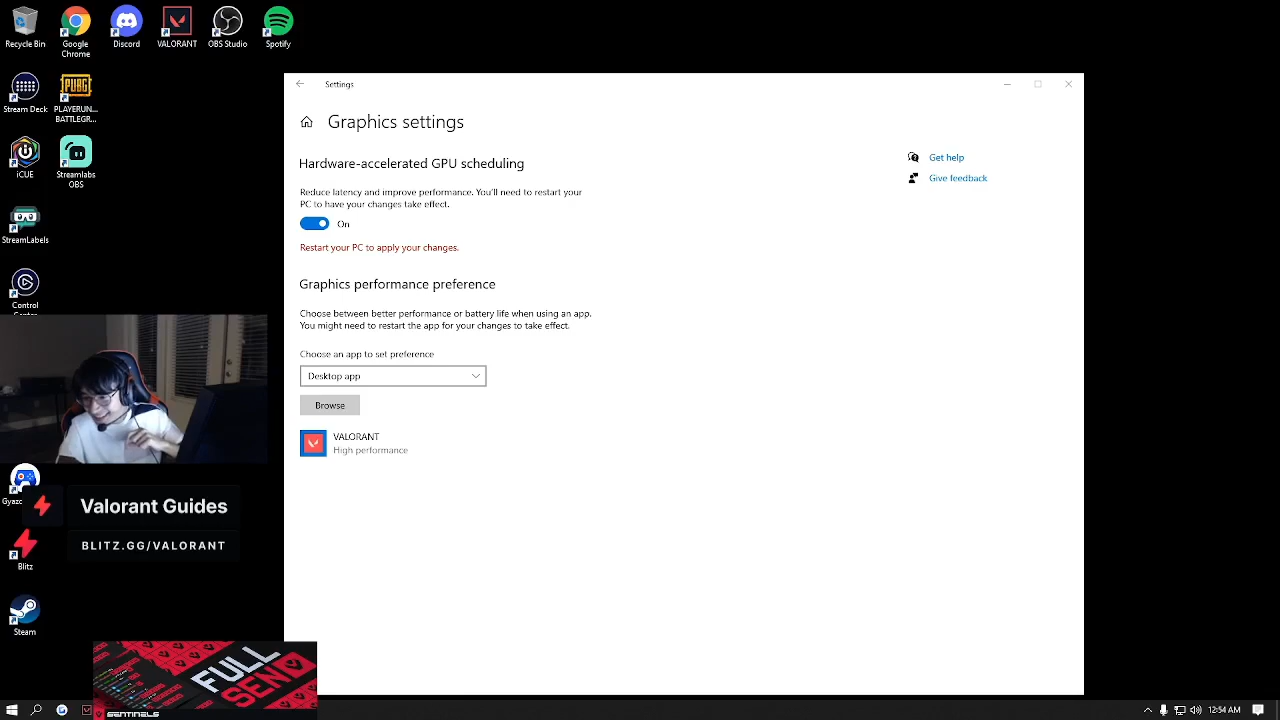 Recycle Bin
Google
Chrome
Discord
VALORANT
OBS Studio
Spotify
Stream Deck
PUBG
PLAYERUN...
BATTLEGR...
iCUE
Streamlabs
OBS
StreamLabels
Control
Settings
Graphics settings
Hardware-accelerated GPU scheduling
Reduce latency and improve performance. You'll need to restart your
PC to have your changes take effect.
On
Restart your PC to apply your changes.
Graphics performance preference
Choose between better performance or battery life when using an app.
You might need to restart the app for your changes to take effect.
Choose an app to set preference
Desktop app
Browse
VALORANT
High performance
Get help
Give feedback
Valorant Guides
BLITZ.GG/VALORANT
Blitz
Steam
FULL
SEND
SENTINELS
12:54 AM